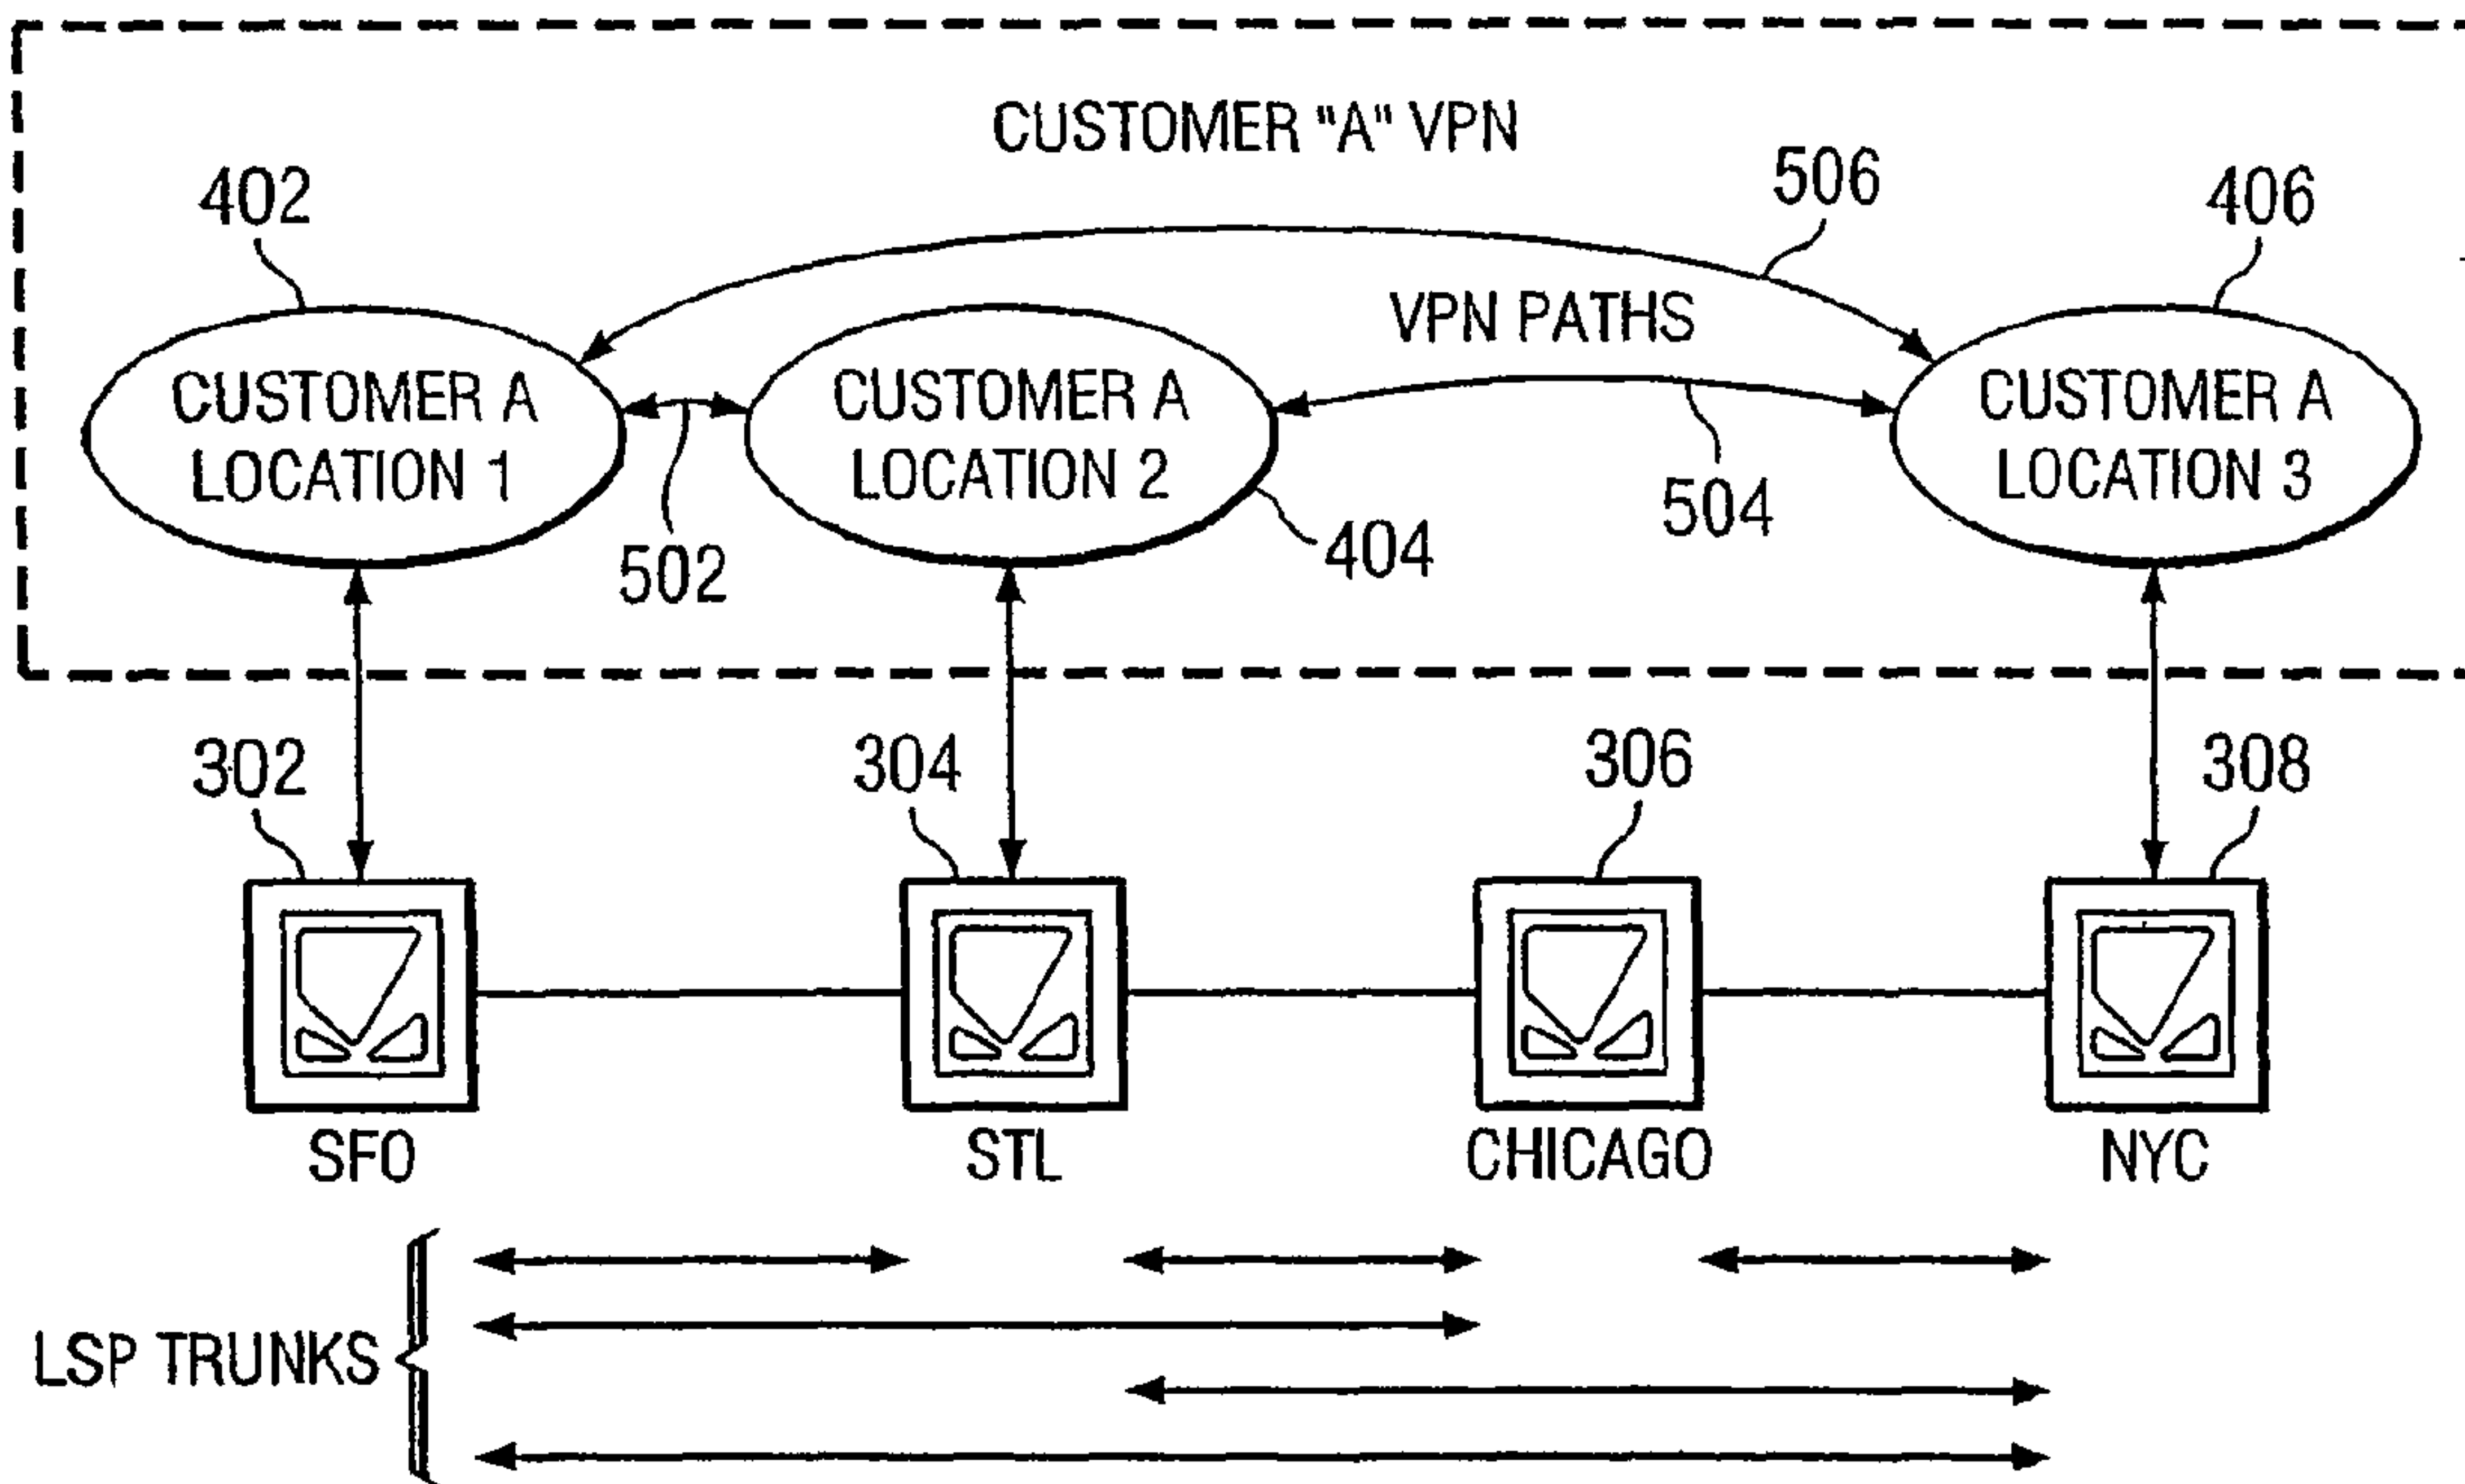 CUSTOMER "A" VPN
506
402
406
VPN PATHS
CUSTOMER A
LOCATION 1
CUSTOMER A
LOCATION 2
CUSTOMER A
LOCATION 3
502
504
404
302
304
306
308
SFO
STL
CHICAGO
NYC
LSP TRUNKS